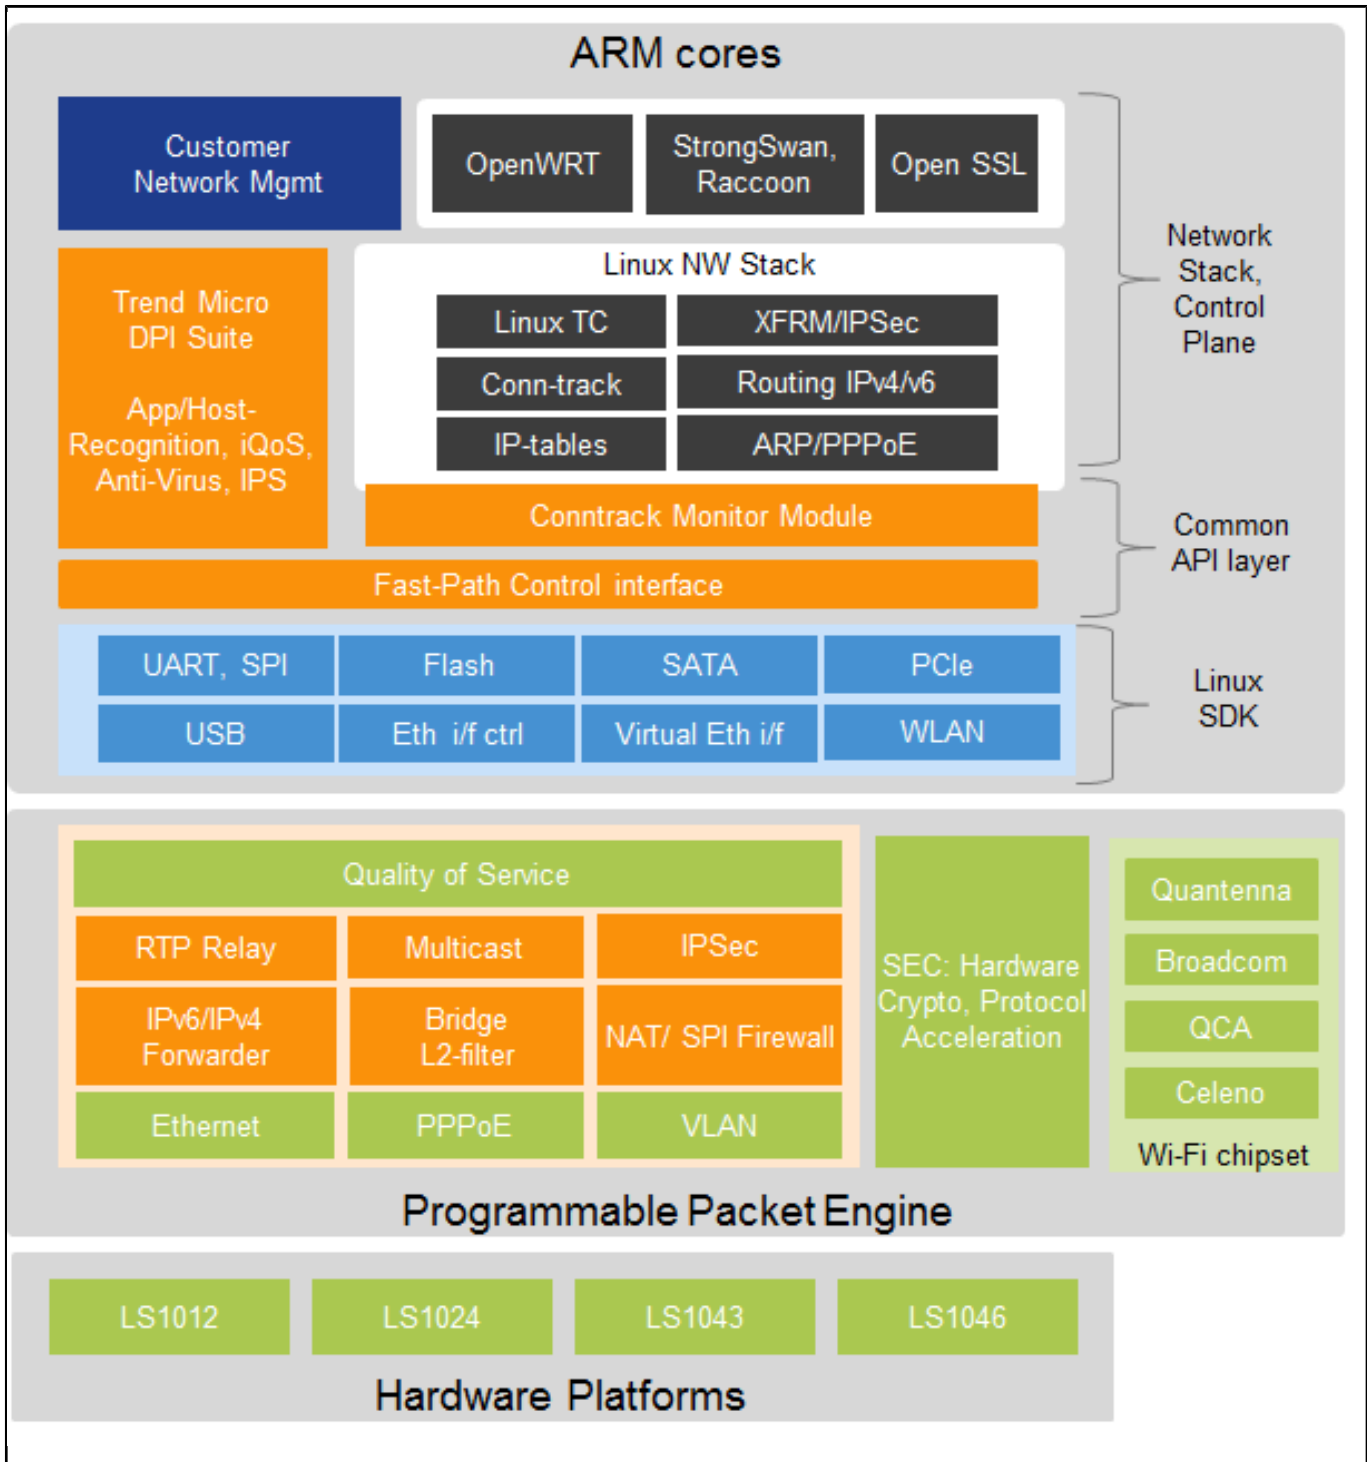 ARM cores
Customer
Network Mgmt
OpenWRT
StrongSwan,
Raccoon
Open SSL
Network
Stack,
Control
Plane
Trend Micro
DPI Suite
App/Host-
Recognition, iQoS,
Anti-Virus, IPS
Linux NW Stack
Linux TC
XFRM/IPSec
Conn-track
Routing IPv4/v6
IP-tables
ARP/PPPoE
Conntrack Monitor Module
Fast-Path Control interface
Common
API layer
UART, SPI
Flash
SATA
PCIe
USB
Eth i/f ctrl
Virtual Eth i/f
WLAN
Linux
SDK
Quality of Service
RTP Relay
Multicast
IPSec
IPv6/IPv4
Forwarder
Bridge
L2-filter
NAT/ SPI Firewall
Ethernet
PPPoE
VLAN
SEC: Hardware
Crypto, Protocol
Acceleration
Quantenna
Broadcom
QCA
Celeno
Wi-Fi chipset
Programmable Packet Engine
LS1012
LS1024
LS1043
LS1046
Hardware Platforms